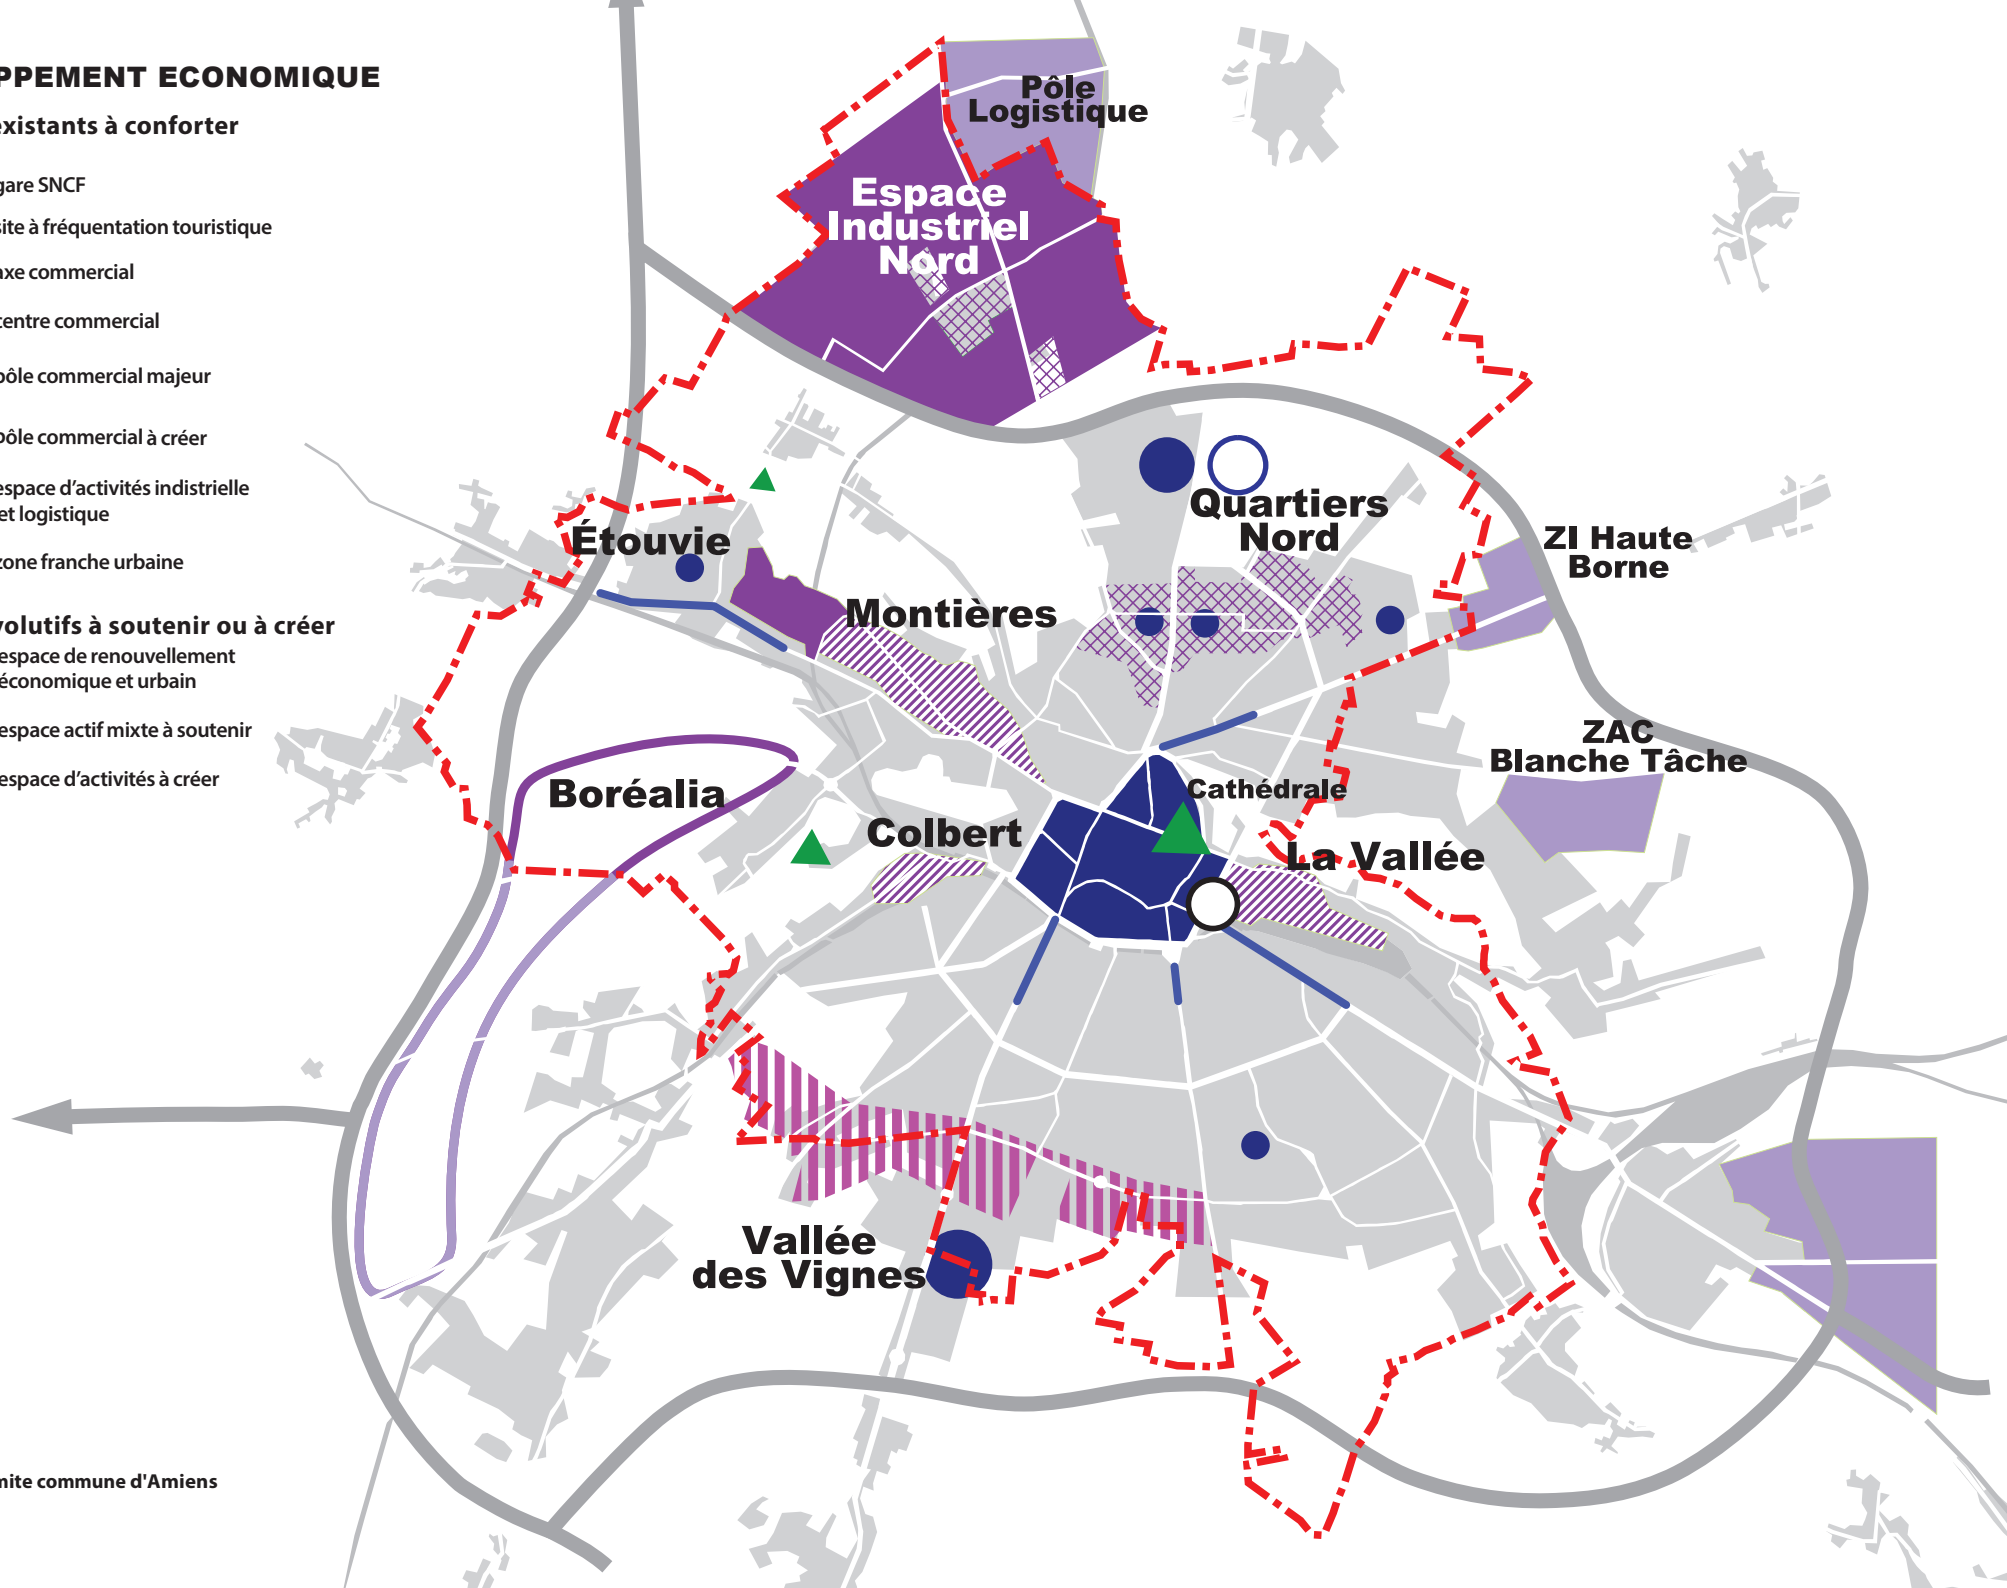 PPEMENT ECONOMIQUE
existants à conforter
gare SNCF
site à fréquentation touristique
axe commercial
centre commercial
pôle commercial majeur
pôle commercial à créer
espace d'activités indistrielle
et logistique
zone franche urbaine
volutifs à soutenir ou à créer
espace de renouvellement
économique et urbain
espace actif mixte à soutenir
espace d'activités à créer
mite commune d'Amiens
Pôle
Logistique
Espace
Industriel
Nord
Quartiers
Nord
ZI Haute
Borne
Étouvie
Montières
ZAC
Blanche Tâche
Boréalia
Cathédrale
Colbert
La Vallée
Vallée
des Vignes